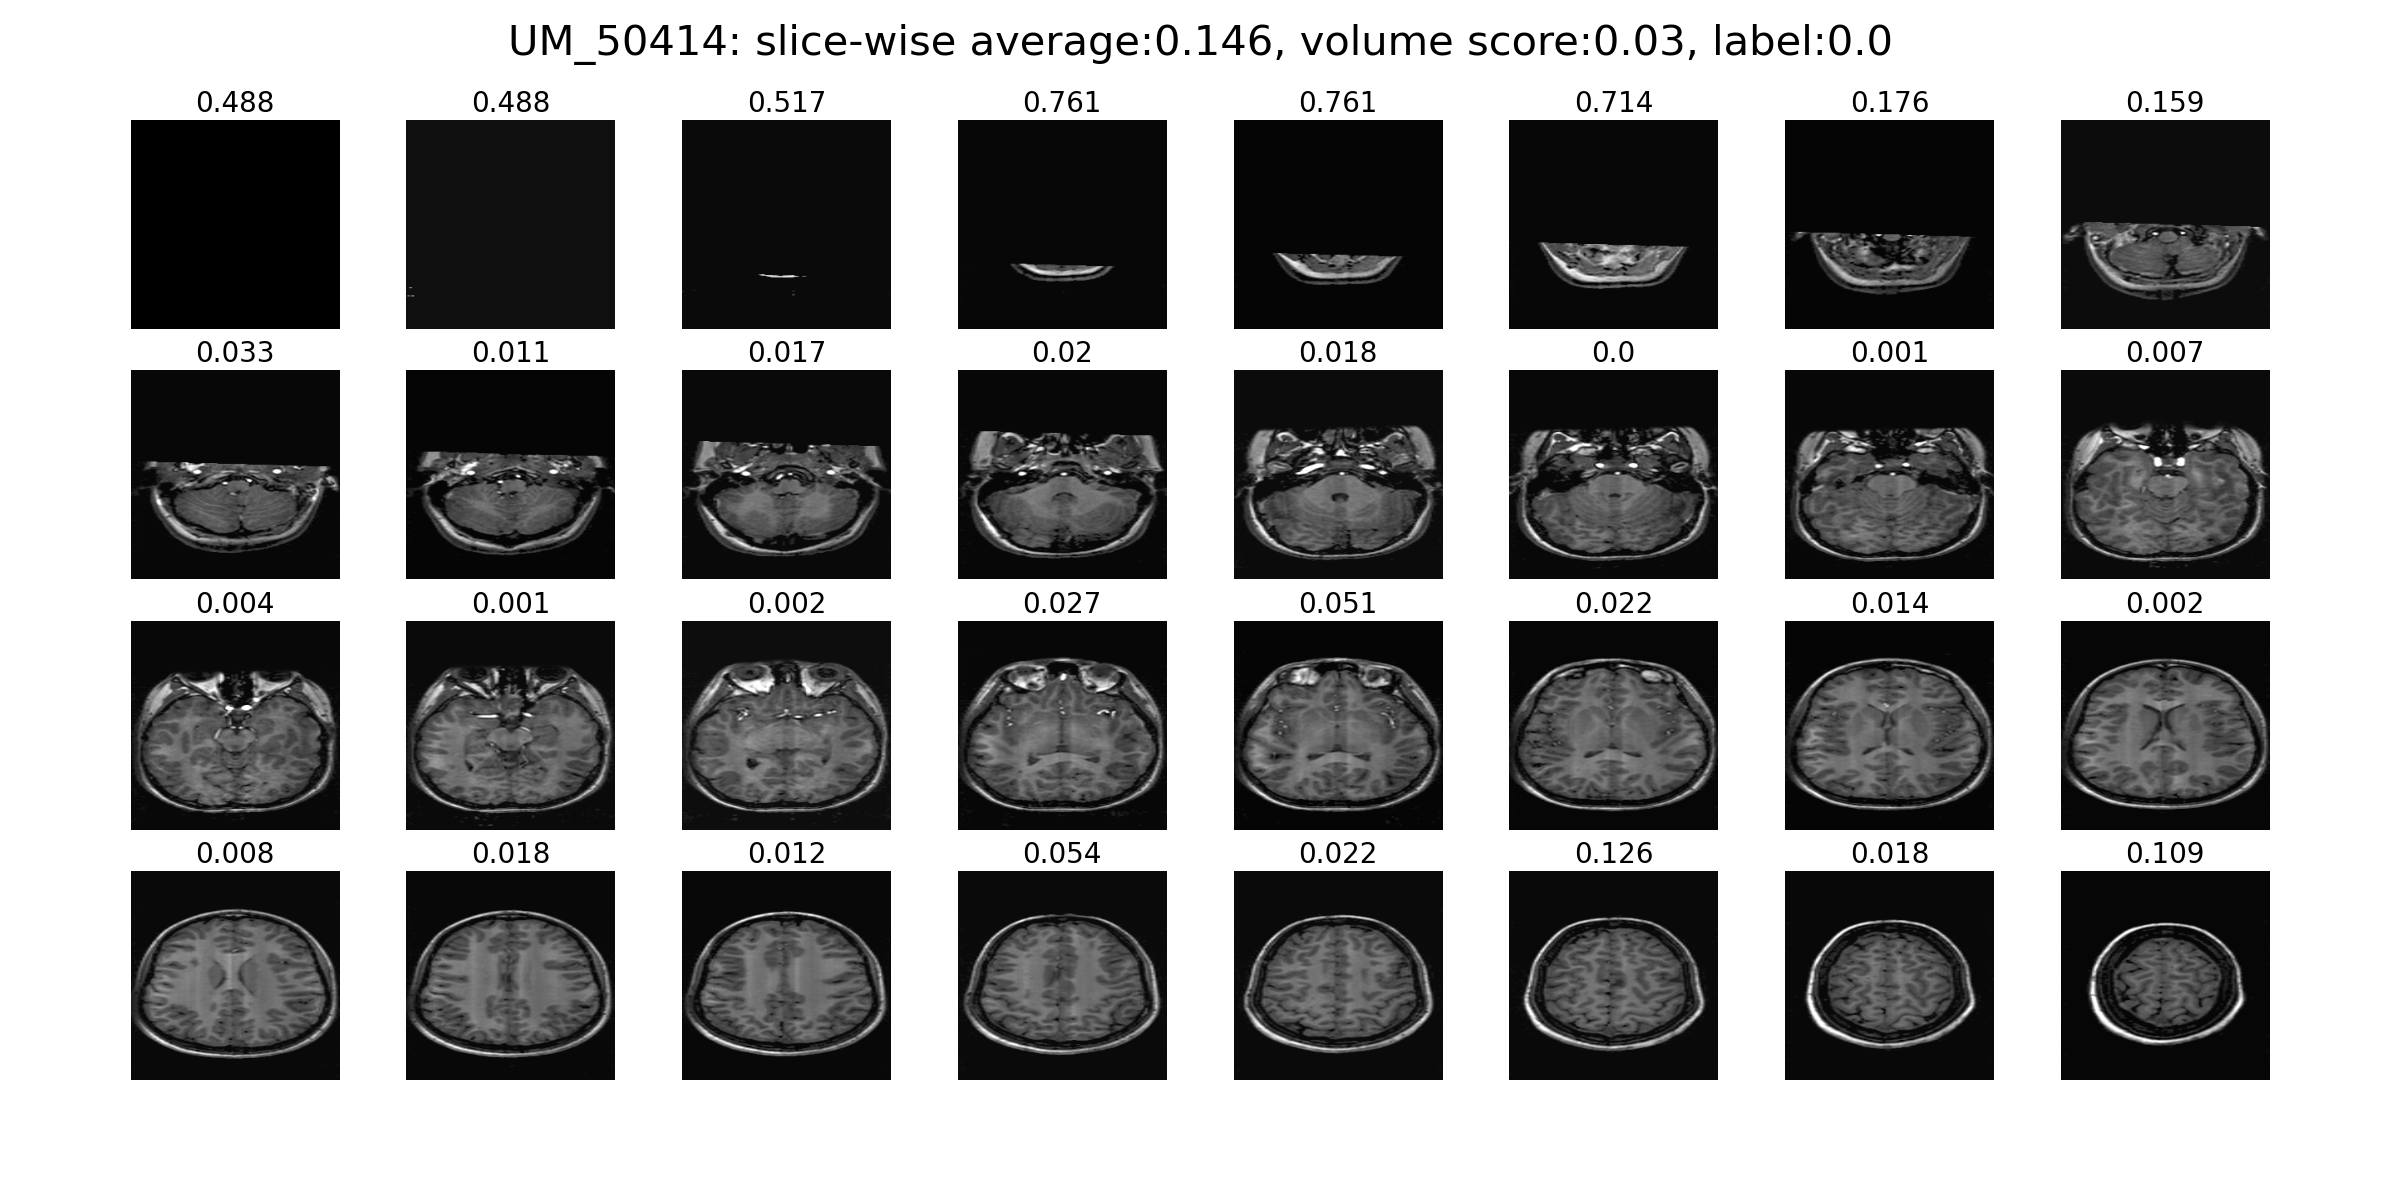 UM_50414: slice-wise average:0.146, volume score:0.03, label:0.0
0.488 0.488 0.517 0.761 0.761 0.714 0.176 0.159
0.033 0.011 0.017 0.02 0.018 0.0 0.001 0.007
0.004 0.001 0.002 0.027 0.051 0.022 0.014 0.002
0.008 0.018 0.012 0.054 0.022 0.126 0.018 0.109